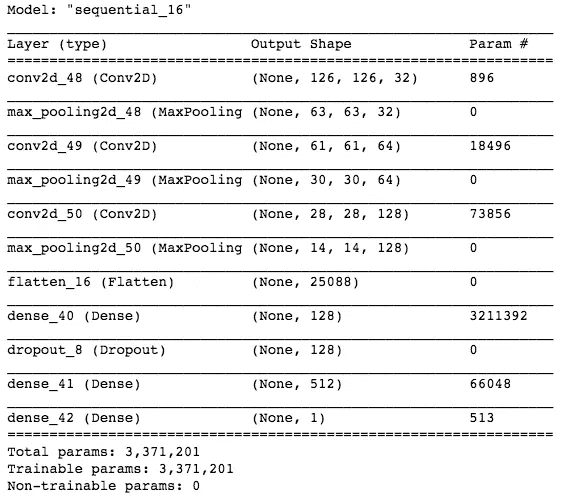 Model: "sequential_16"
Layer (type) Output Shape Param #
conv2d_48 (Conv2D) (None, 126, 126, 32) 896
max_pooling2d_48 (MaxPooling (None, 63, 63, 32) 0
conv2d_49 (Conv2D) (None, 61, 61, 64) 18496
max_pooling2d_49 (MaxPooling (None, 30, 30, 64) 0
conv2d_50 (Conv2D) (None, 28, 28, 128) 73856
max_pooling2d_50 (MaxPooling (None, 14, 14, 128) 0
flatten_16 (Flatten) (None, 25088) 0
dense_40 (Dense) (None, 128) 3211392
dropout_8 (Dropout) (None, 128) 0
dense_41 (Dense) (None, 512) 66048
dense_42 (Dense) (None, 1) 513
Total params: 3,371,201
Trainable params: 3,371,201
Non-trainable params: 0